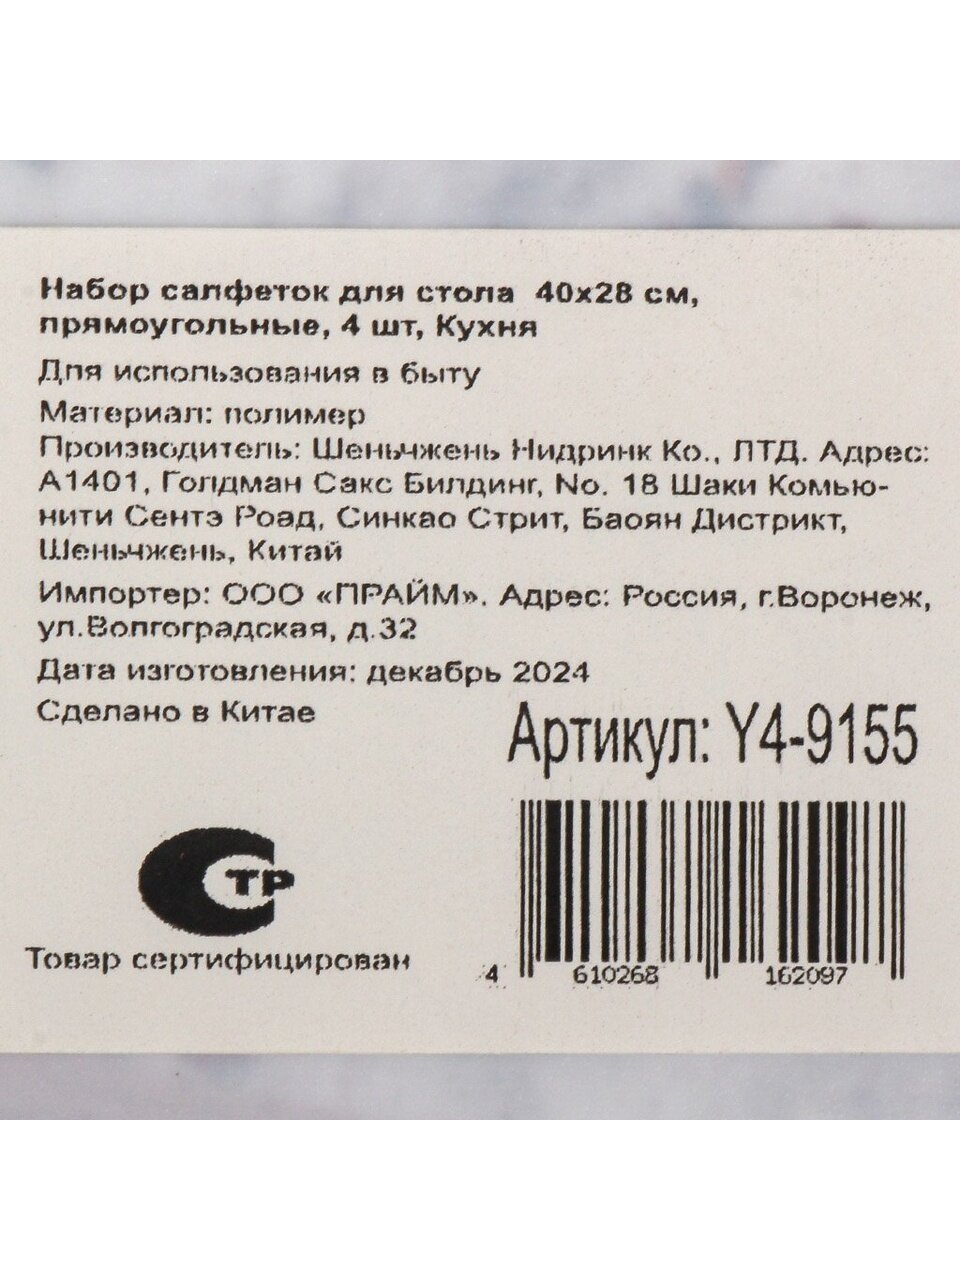 Набор салфеток для стола 40х28 см,
прямоугольные, 4 шт, Кухня
Для использования в быту
Материал: полимер
Производитель: Шеньчжень Нидринк Ко., ЛТД. Адрес:
А1401, Голдман Сакс Билдинг, No. 18 Шаки Комью-
нити Сентэ Роад, Синкао Стрит, Баоян Дистрикт,
Шеньчжень, Китай
Импортер: ООО «ПРАЙМ». Адрес: Россия, г.Воронеж,
ул.Волгоградская, д.32
Дата изготовления: декабрь 2024
Сделано в Китае
Артикул: Y4-9155
СТР
Товар сертифицирован
4 610268 162097